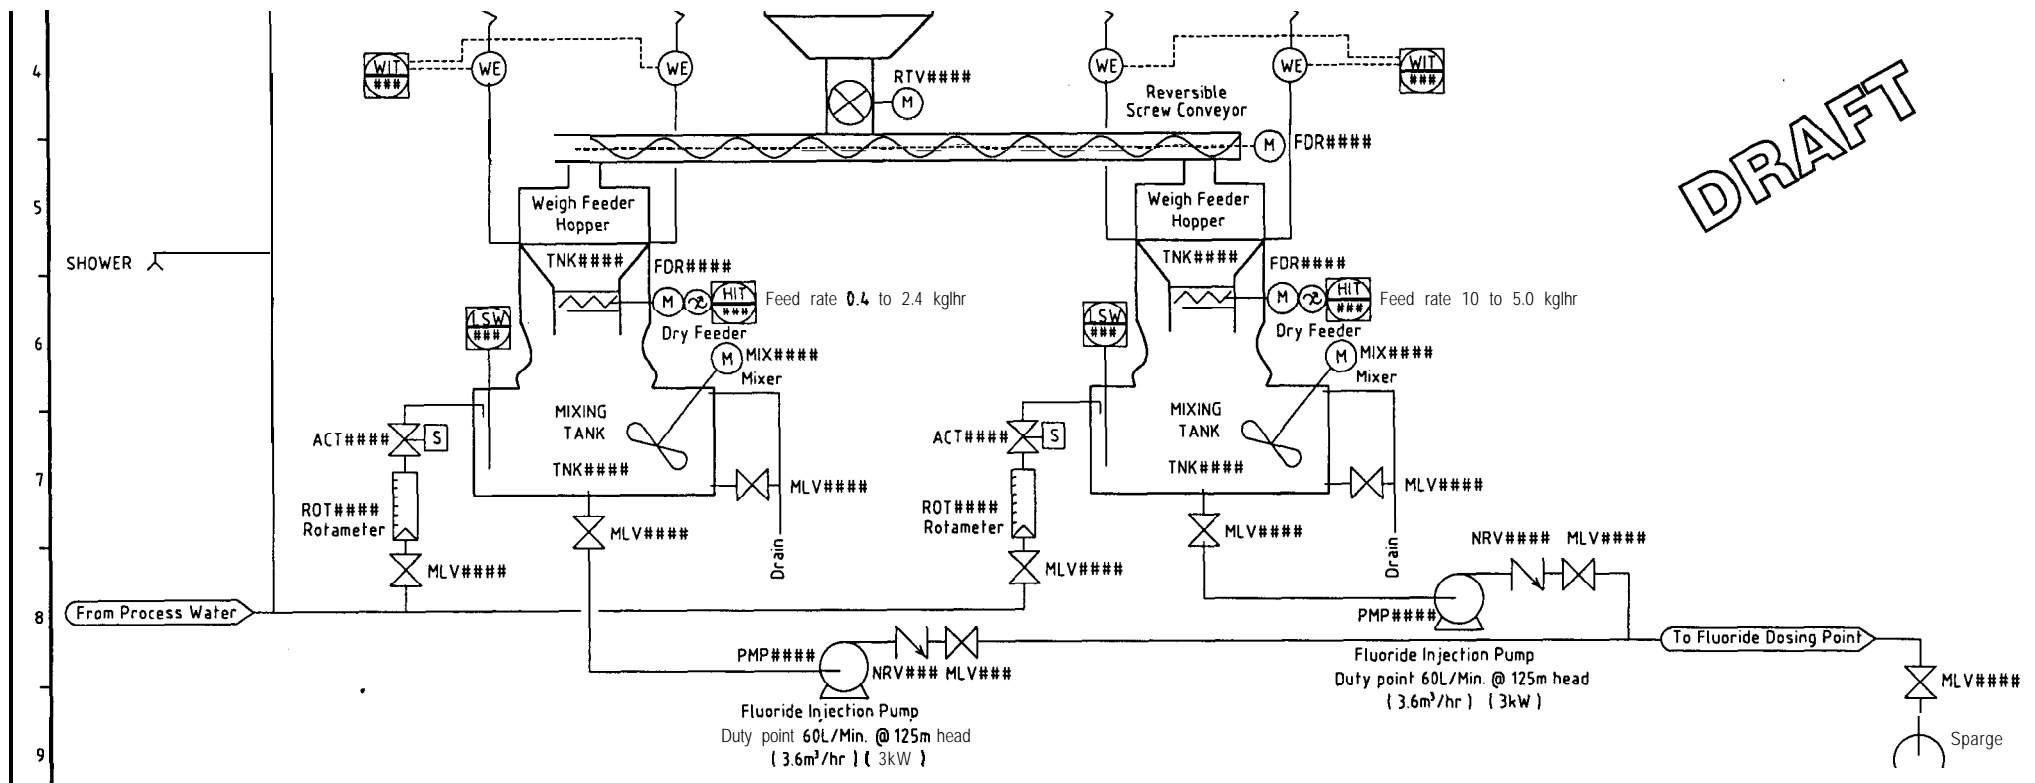 4
WIT
###
WE
WE
RTV####
M
WE
WE
WIT
###
DRAFT
Reversible
Screw Conveyor
M
FDR####
5
Weigh Feeder
Hopper
Weigh Feeder
Hopper
SHOWER
TNK####
FDR####
TNK####
FDR####
M
HIT
###
Feed rate 0.4 to 2.4 kglhr
M
HIT
###
Feed rate 10 to 5.0 kglhr
LSW
###
Dry Feeder
LSW
###
Dry Feeder
6
M
MIX####
Mixer
M
MIX####
Mixer
MIXING
TANK
MIXING
TANK
ACT####
S
ACT####
S
TNK####
TNK####
7
MLV####
MLV####
ROT####
Rotameter
ROT####
Rotameter
MLV####
MLV####
Drain
Drain
NRV####
MLV####
MLV####
MLV####
From Process Water
8
PMP####
To Fluoride Dosing Point
PMP####
NRV###
MLV###
Fluoride Injection Pump
Duty point 60L/Min. @ 125m head
(3.6m³/hr) (3kW)
MLV####
Fluoride Injection Pump
Duty point 60L/Min. @ 125m head
(3.6m³/hr) (3kW)
9
Sparge